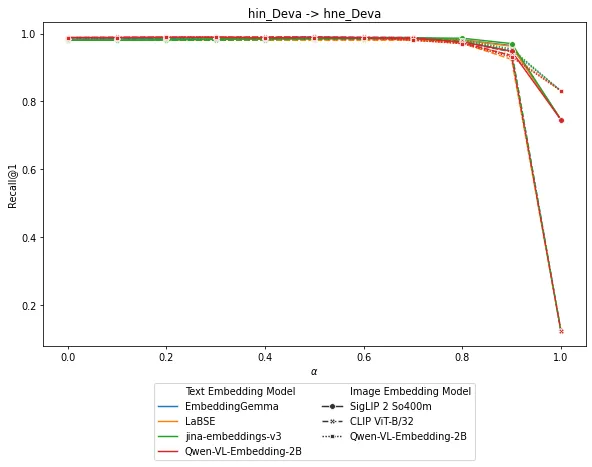 hin_Deva -> hne_Deva
Recall@1
1.0
0.8
0.6
0.4
0.2
0.0 0.2 0.4 0.6 0.8 1.0
α
Text Embedding Model Image Embedding Model
EmbeddingGemma SigLIP 2 So400m
LaBSE CLIP ViT-B/32
jina-embeddings-v3 Qwen-VL-Embedding-2B
Qwen-VL-Embedding-2B